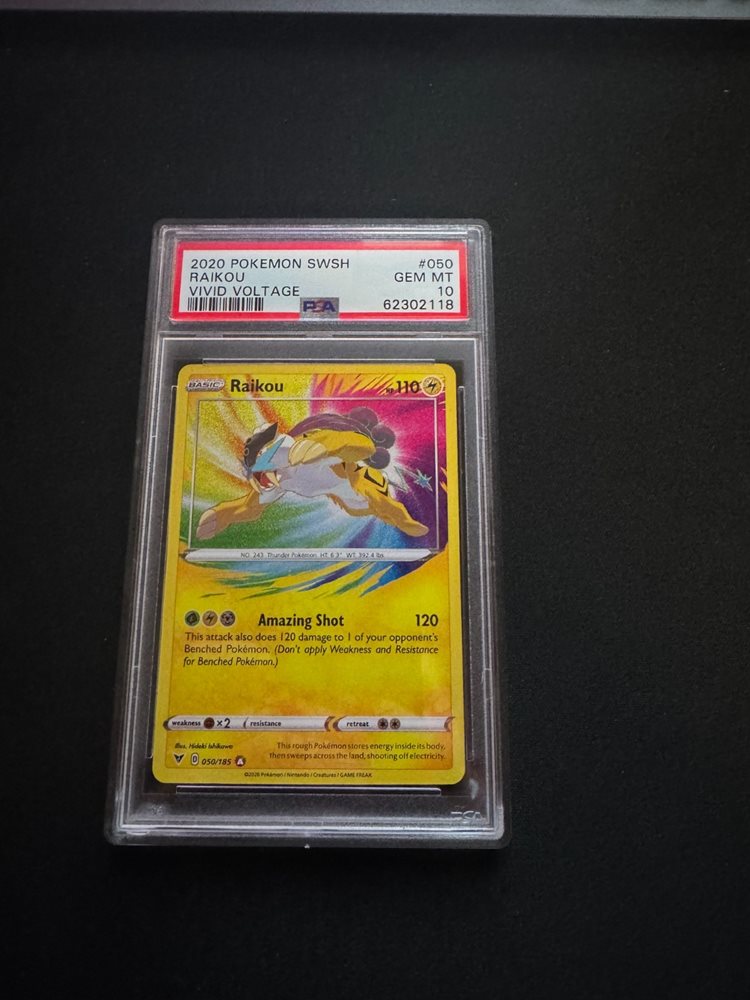 2020 POKEMON SWSH #050
RAIKOU GEM MT
VIVID VOLTAGE 10
PSA 62302118
BASIC Raikou HP 110
NO. 243 Thunder Pokémon HT: 6'3" WT: 392.4 lbs
Amazing Shot 120
This attack also does 120 damage to 1 of your opponent's
Benched Pokémon. (Don't apply Weakness and Resistance
for Benched Pokémon.)
weakness ×2 resistance retreat
Illus. Hideki Ishikawa
This rough Pokémon stores energy inside its body,
then sweeps across the land, shooting off electricity.
D 050/185 A
©2020 Pokémon / Nintendo / Creatures / GAME FREAK
PSA